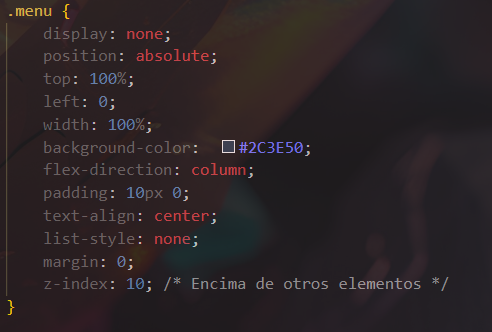 .menu {
    display: none;
    position: absolute;
    top: 100%;
    left: 0;
    width: 100%;
    background-color: #2C3E50;
    flex-direction: column;
    padding: 10px 0;
    text-align: center;
    list-style: none;
    margin: 0;
    z-index: 10; /* Encima de otros elementos */
}